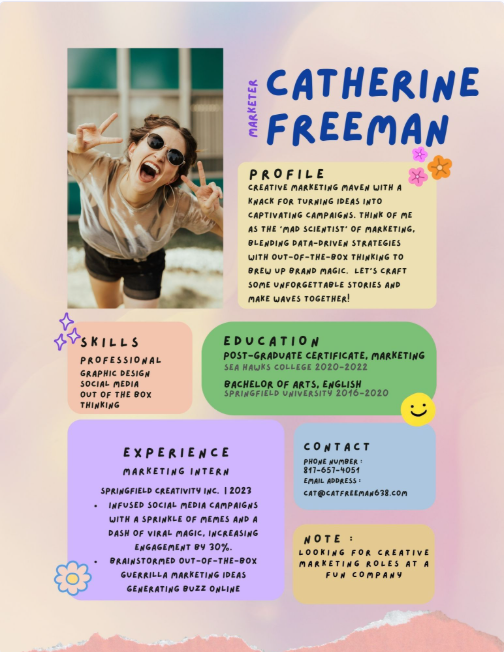 MARKETER
CATHERINE
FREEMAN
PROFILE
CREATIVE MARKETING MAVEN WITH A
KNACK FOR TURNING IDEAS INTO
CAPTIVATING CAMPAIGNS. THINK OF ME
AS THE 'MAD SCIENTIST' OF MARKETING,
BLENDING DATA-DRIVEN STRATEGIES
WITH OUT-OF-THE-BOX THINKING TO
BREW UP BRAND MAGIC. LET'S CRAFT
SOME UNFORGETTABLE STORIES AND
MAKE WAVES TOGETHER!
SKILLS
PROFESSIONAL
GRAPHIC DESIGN
SOCIAL MEDIA
OUT OF THE BOX
THINKING
EDUCATION
POST-GRADUATE CERTIFICATE, MARKETING
SEA HAWKS COLLEGE 2020-2022
BACHELOR OF ARTS, ENGLISH
SPRINGFIELD UNIVERSITY 2016-2020
EXPERIENCE
MARKETING INTERN
SPRINGFIELD CREATIVITY INC. | 2023
• INFUSED SOCIAL MEDIA CAMPAIGNS
WITH A SPRINKLE OF MEMES AND A
DASH OF VIRAL MAGIC, INCREASING
ENGAGEMENT BY 30%.
• BRAINSTORMED OUT-OF-THE-BOX
GUERRILLA MARKETING IDEAS
GENERATING BUZZ ONLINE
CONTACT
PHONE NUMBER :
817-657-4051
EMAIL ADDRESS :
CAT@CATFREEMAN638.COM
NOTE :
LOOKING FOR CREATIVE
MARKETING ROLES AT A
FUN COMPANY